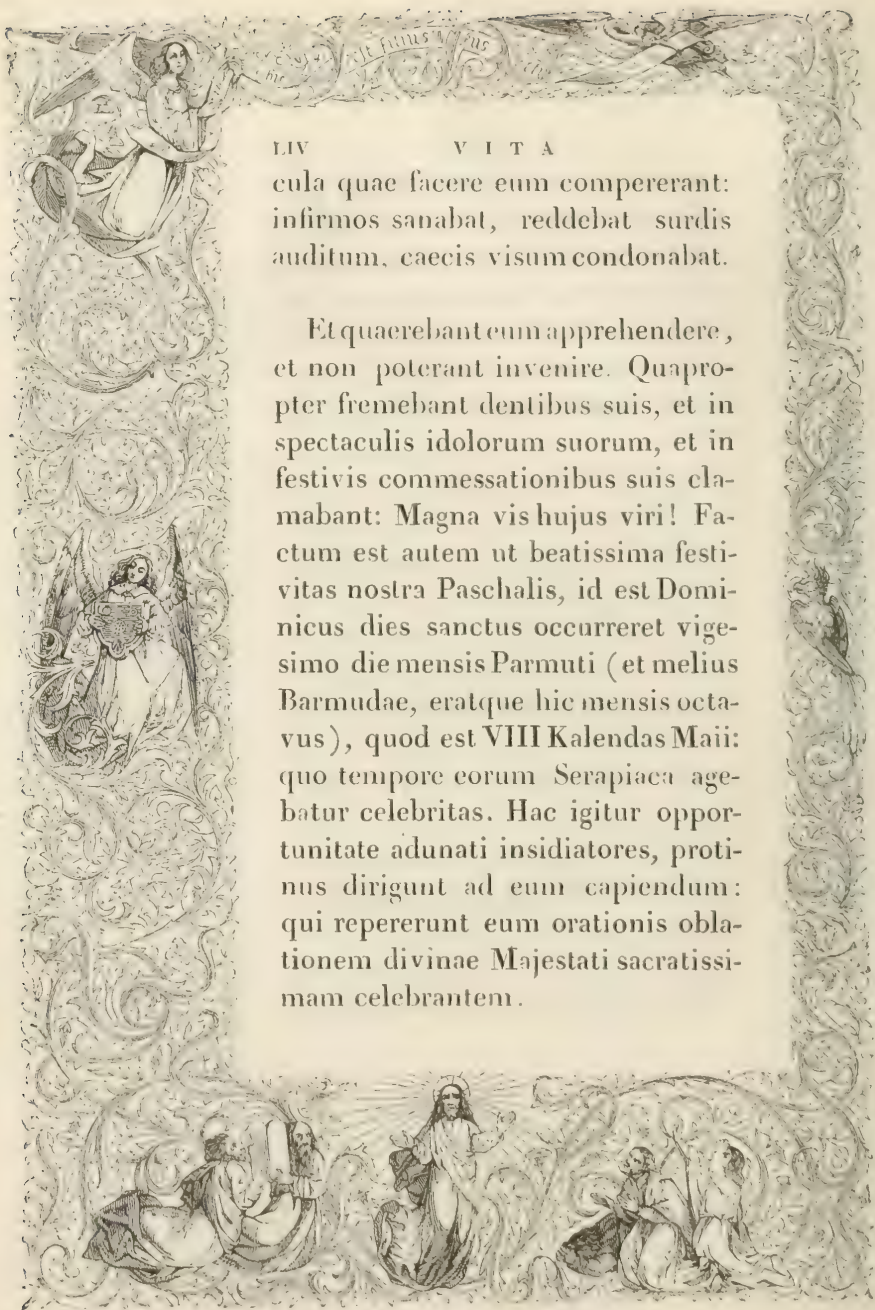 LIV VITA
cula quae facere eum compererant:
infirmos sanabat, reddebat surdis
auditum, caecis visum condonabat.
Et quaerebant eum apprehendere,
et non poterant invenire. Quapro-
pter fremebant dentibus suis, et in
spectaculis idolorum suorum, et in
festivis commessationibus suis cla-
mabant: Magna vis hujus viri! Fa-
ctum est autem ut beatissima festi-
vitas nostra Paschalis, id est Domi-
nicus dies sanctus occurreret vige-
simo die mensis Parmuti (et melius
Barmudae, eratque hic mensis octa-
vus), quod est VIII Kalendas Maii:
quo tempore eorum Serapiaca age-
batur celebritas. Hac igitur oppor-
tunitate adunati insidiatores, proti-
nus dirigunt ad eum capiendum:
qui repererunt eum orationis obla-
tionem divinae Majestati sacratissi-
mam celebrantem.